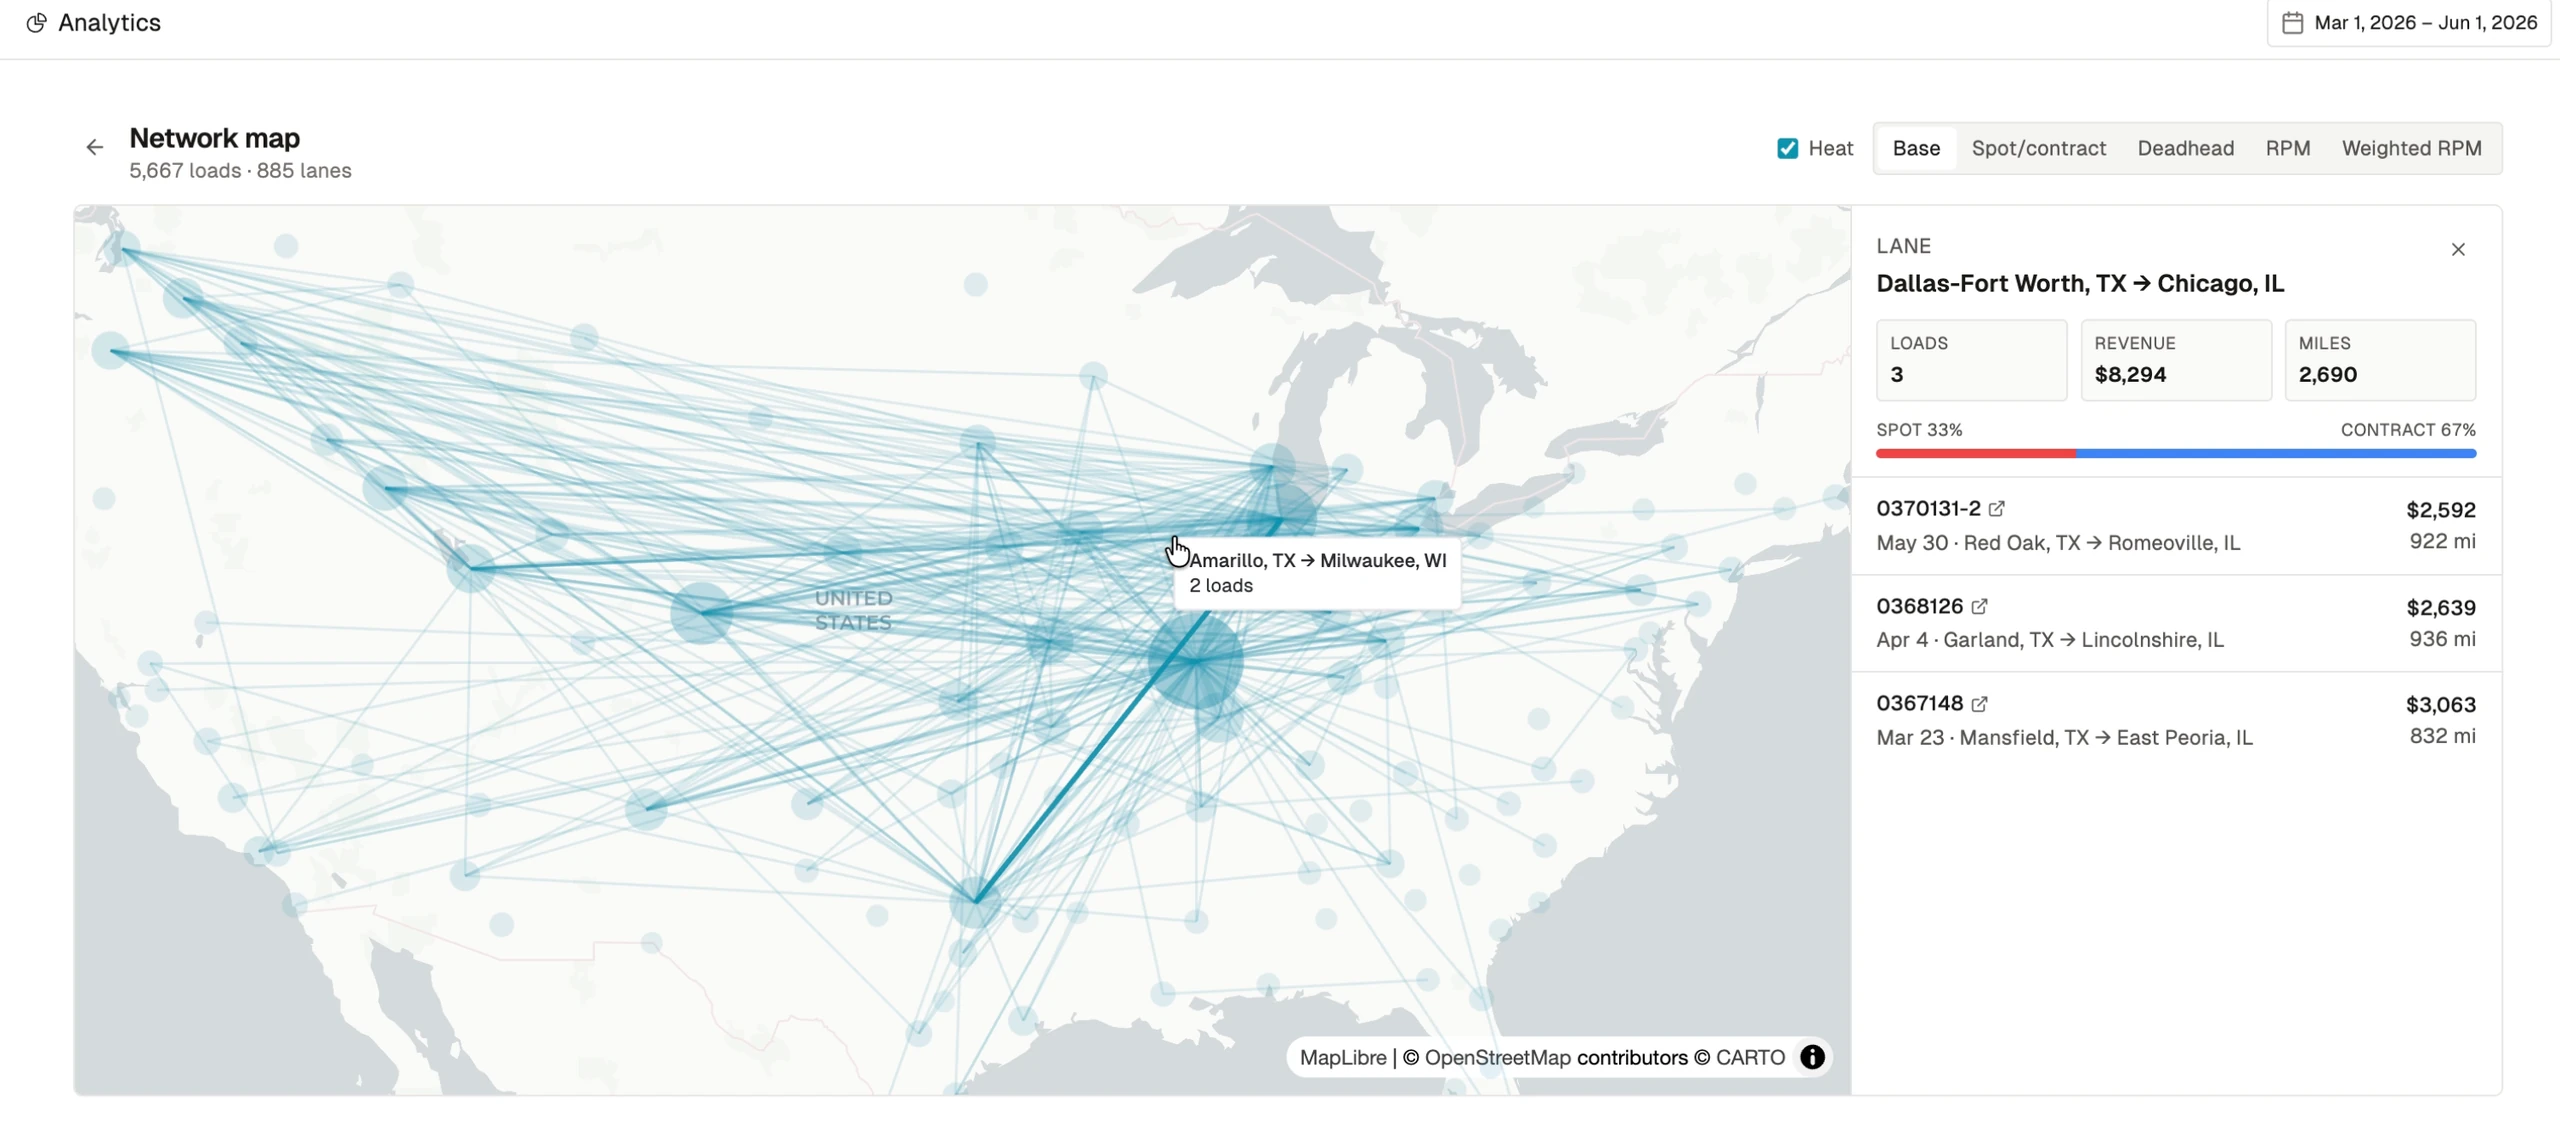 Analytics
Mar 1, 2026 – Jun 1, 2026
Network map
5,667 loads · 885 lanes
Heat
Base
Spot/contract
Deadhead
RPM
Weighted RPM
UNITED
STATES
Amarillo, TX → Milwaukee, WI
2 loads
MapLibre | © OpenStreetMap contributors © CARTO
LANE
Dallas-Fort Worth, TX → Chicago, IL
LOADS
3
REVENUE
$8,294
MILES
2,690
SPOT 33%
CONTRACT 67%
0370131-2
$2,592
May 30 · Red Oak, TX → Romeoville, IL
922 mi
0368126
$2,639
Apr 4 · Garland, TX → Lincolnshire, IL
936 mi
0367148
$3,063
Mar 23 · Mansfield, TX → East Peoria, IL
832 mi